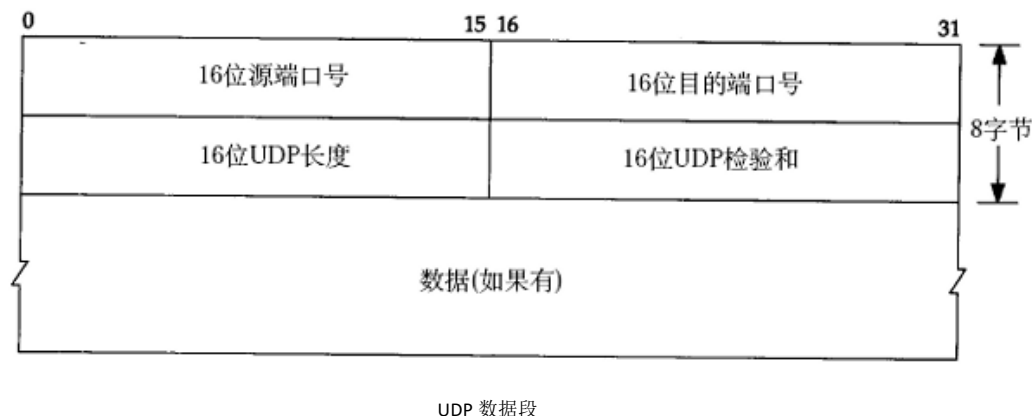 0 15 16 31
16位源端口号 16位目的端口号
8字节
16位UDP长度 16位UDP检验和
数据(如果有)
UDP 数据段